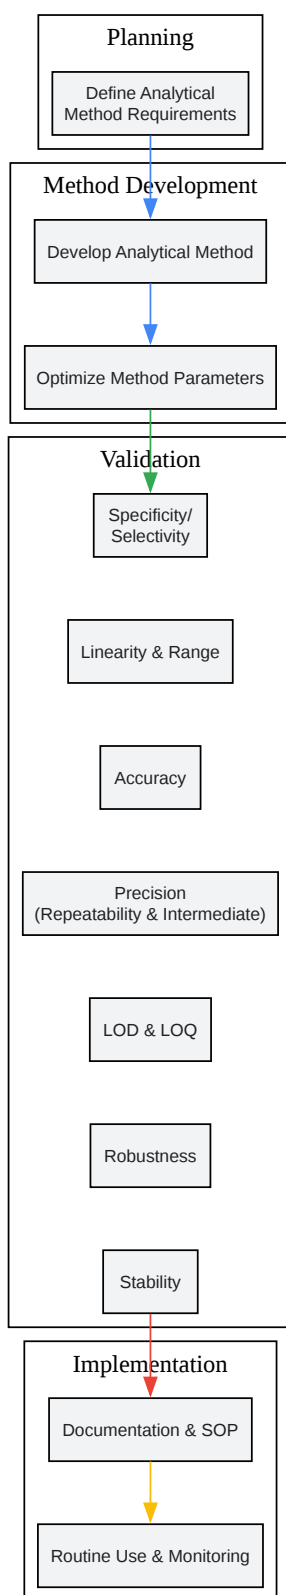 Planning
Define Analytical
Method Requirements
Method Development
Develop Analytical Method
Optimize Method Parameters
Validation
Specificity/
Selectivity
Linearity & Range
Accuracy
Precision
(Repeatability & Intermediate)
LOD & LOQ
Robustness
Stability
Implementation
Documentation & SOP
Routine Use & Monitoring